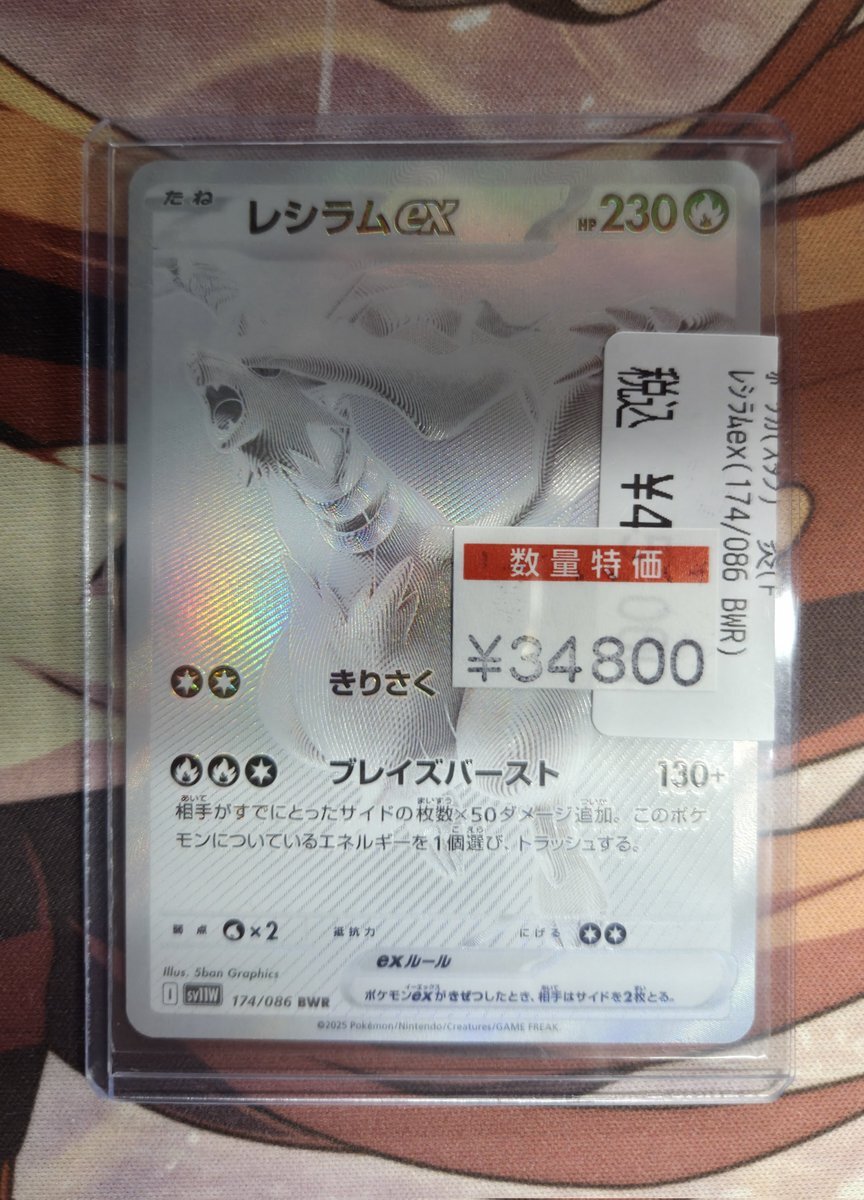 たね
レシラムex
HP 230
税込 ¥4
レシラムex(174/086 BWR)
数量特価
¥34800
きりさく
ブレイズバースト 130+
相手がすでにとったサイドの枚数×50ダメージ追加。このポケ
モンについているエネルギーを1個選び、トラッシュする。
弱点 ×2 抵抗力 にげる
exルール
ポケモンexがきぜつしたとき、相手はサイドを2枚とる。
Illus. 5ban Graphics
I SV11W 174/086 BWR
©2025 Pokémon/Nintendo/Creatures/GAME FREAK.